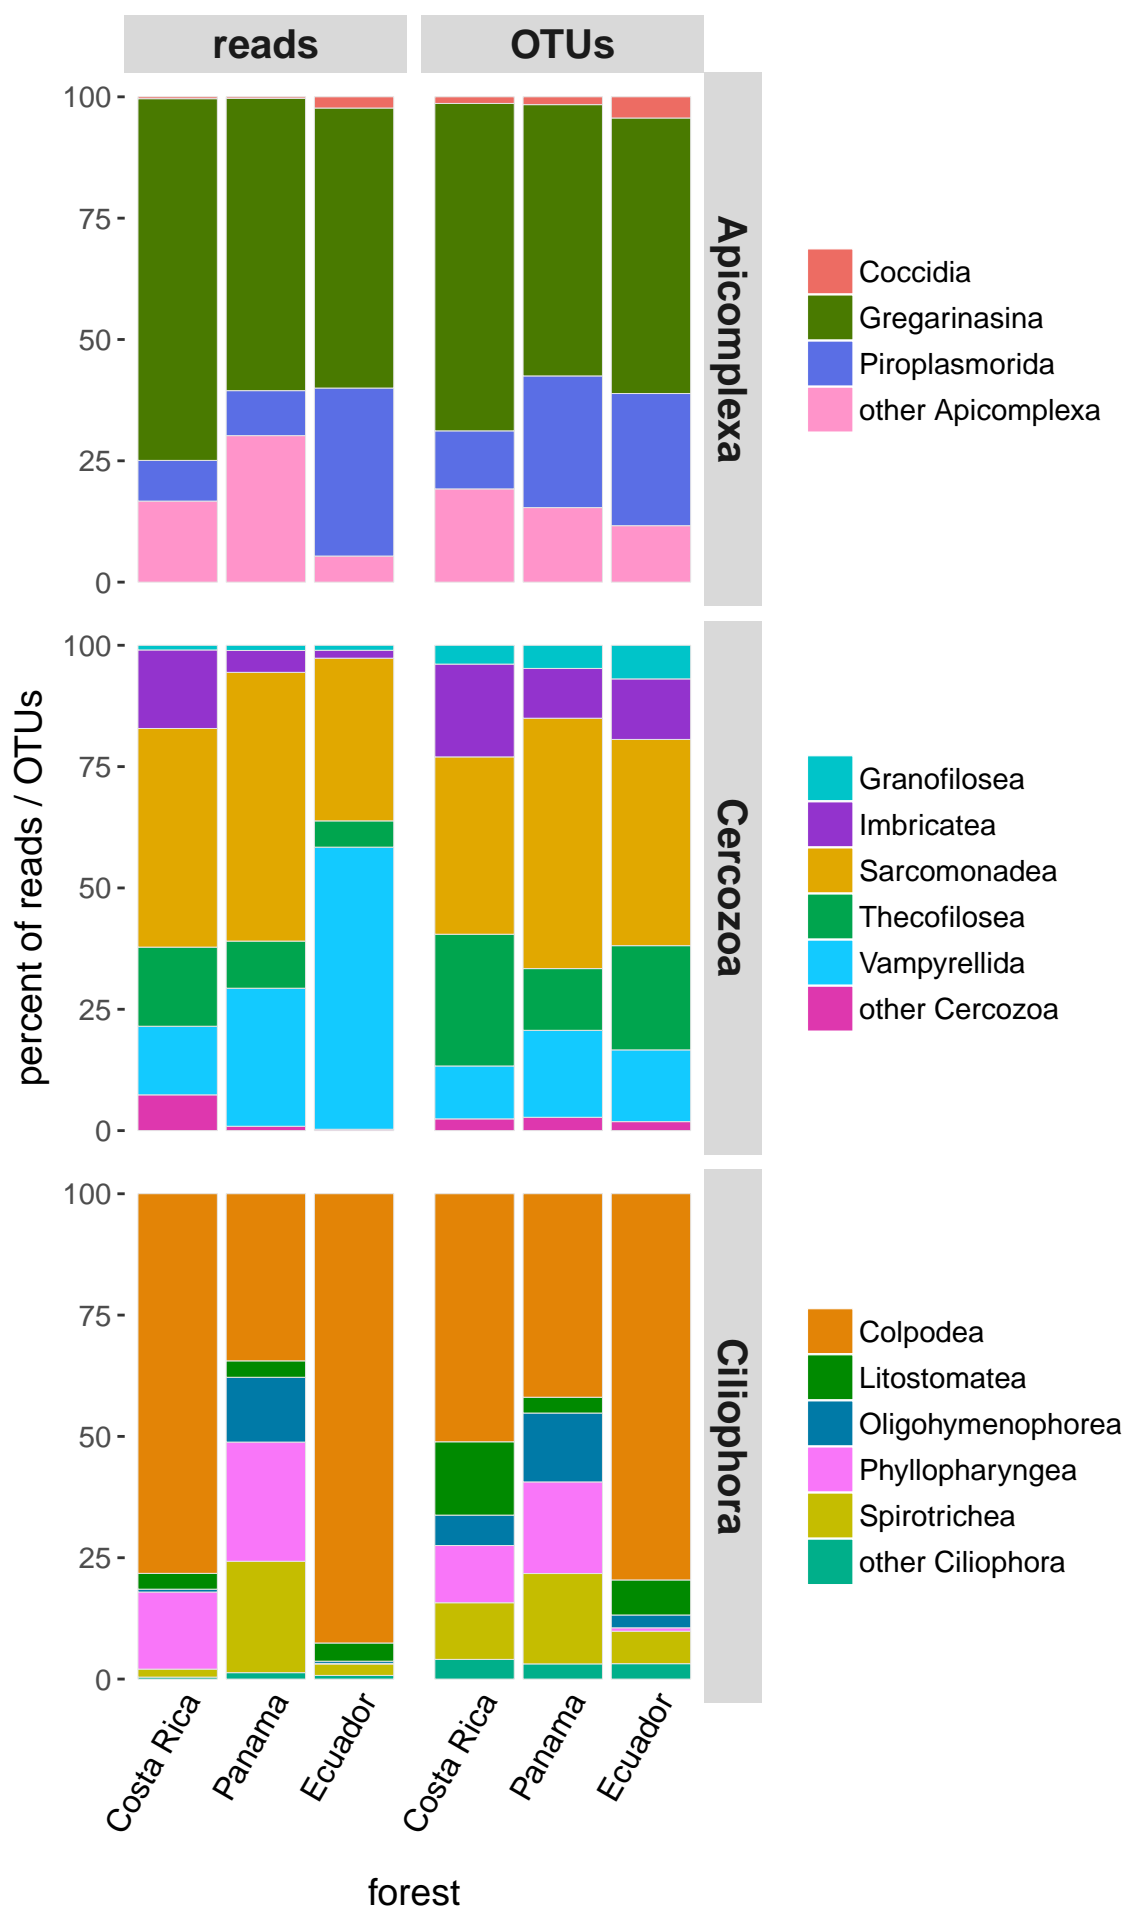 reads
OTUs
percent of reads / OTUs
100
75
50
25
0
Apicomplexa
Coccidia
Gregarinasina
Piroplasmorida
other Apicomplexa
100
75
50
25
0
Cercozoa
Granofilosea
Imbricatea
Sarcomonadea
Thecofilosea
Vampyrellida
other Cercozoa
100
75
50
25
0
Ciliophora
Colpodea
Litostomatea
Oligohymenophorea
Phyllopharyngea
Spirotrichea
other Ciliophora
Costa Rica
Panama
Ecuador
Costa Rica
Panama
Ecuador
forest